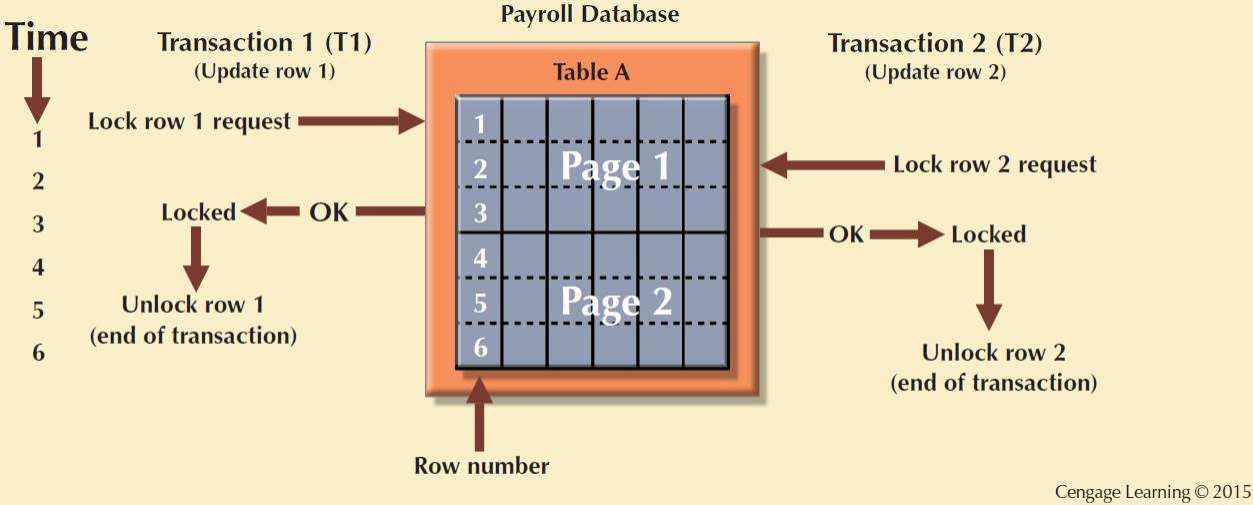 Payroll Database
Time
Transaction 1 (T1)
(Update row 1)
Table A
Transaction 2 (T2)
(Update row 2)
Lock row 1 request
1
2
3
4
5
6
1
2
3
4
5
6
Page 1
Page 2
Lock row 2 request
Locked
OK
OK
Locked
Unlock row 1
(end of transaction)
Unlock row 2
(end of transaction)
Row number
Cengage Learning © 2015